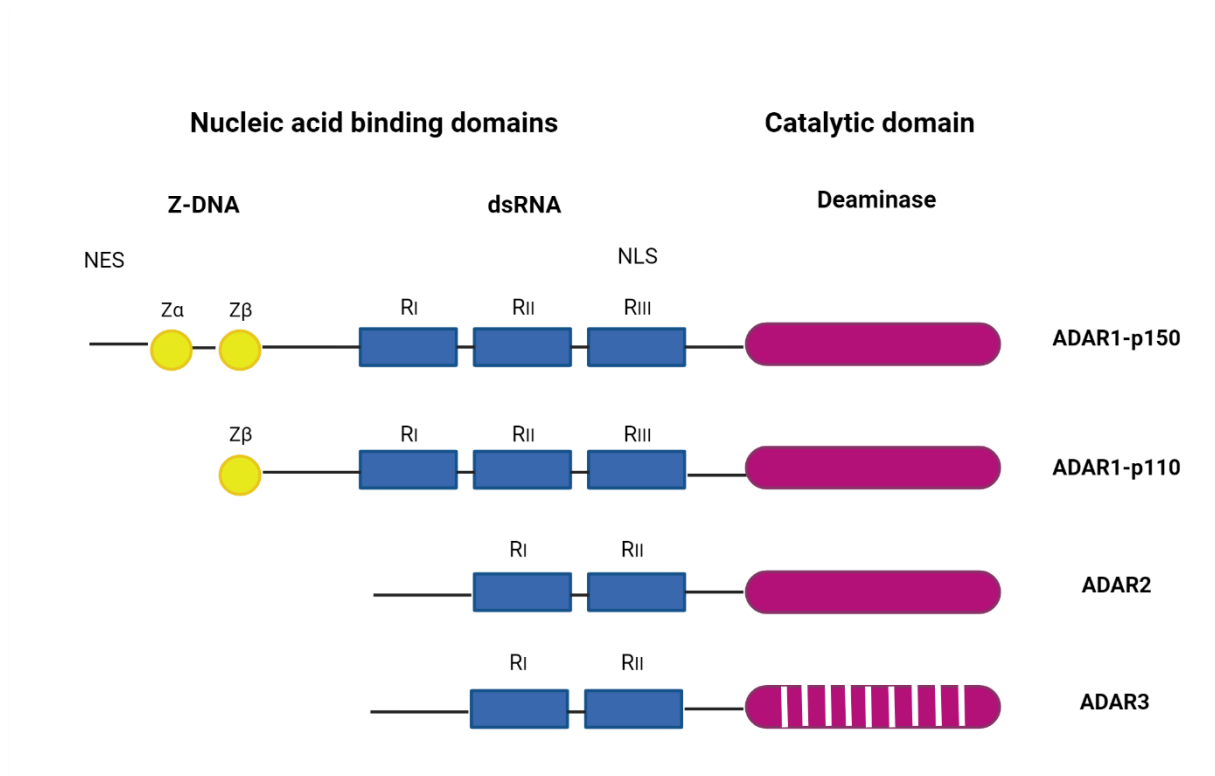 Nucleic acid binding domains Catalytic domain
Z-DNA dsRNA Deaminase
NES NLS
Zα Zβ RI RII RIII
ADAR1-p150
Zβ RI RII RIII
ADAR1-p110
RI RII
ADAR2
RI RII
ADAR3